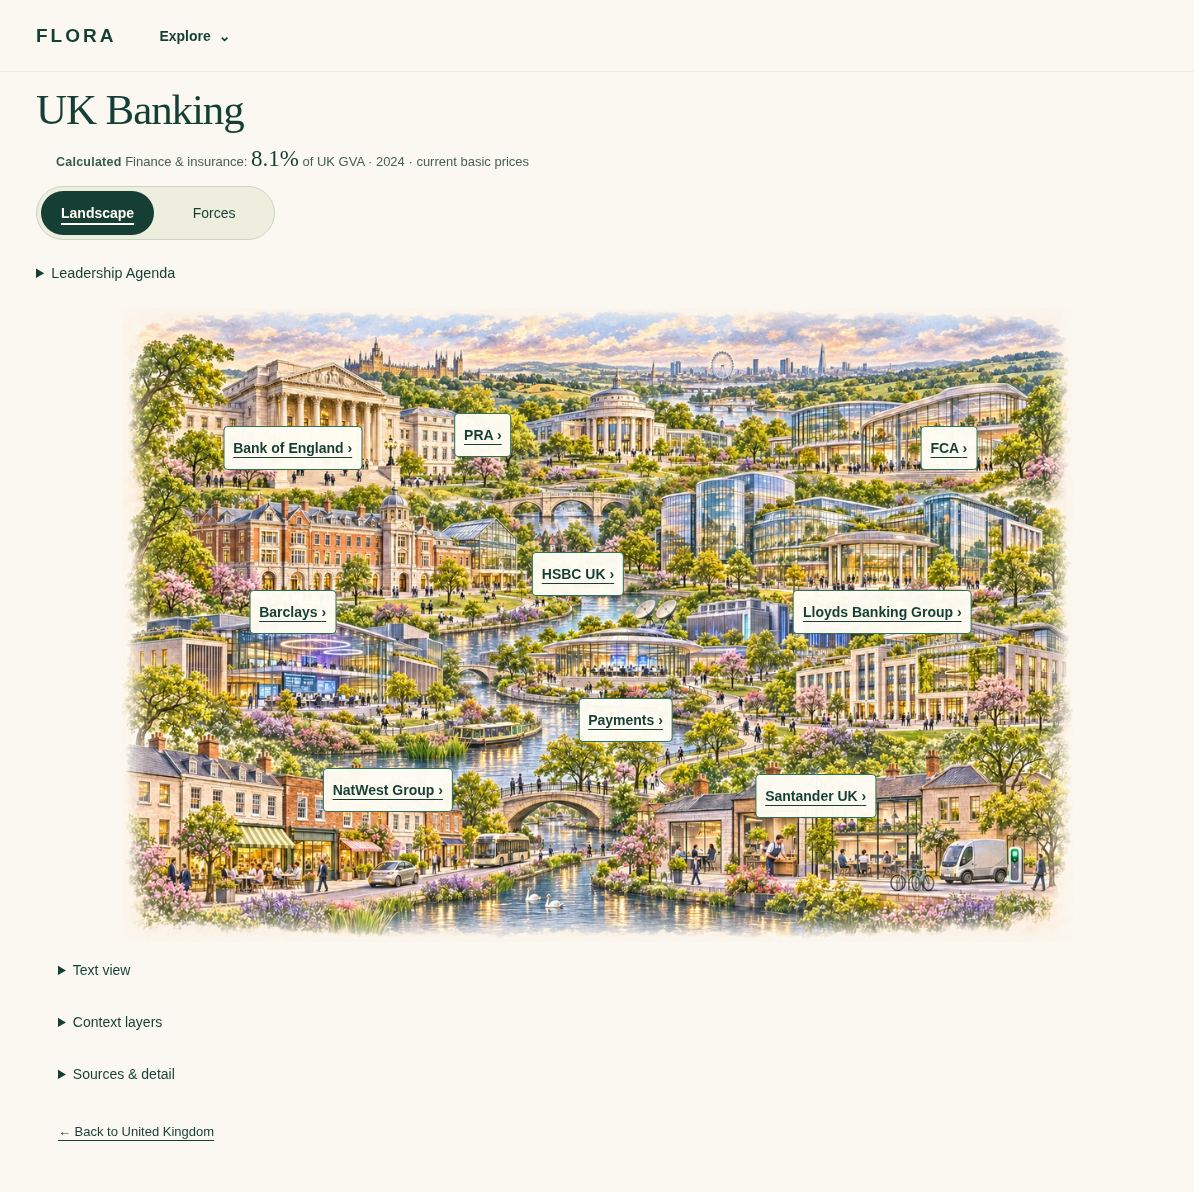 FLORA
Explore ⌄
UK Banking
Calculated Finance & insurance: 8.1% of UK GVA · 2024 · current basic prices
Landscape
Forces
▶ Leadership Agenda
PRA ›
Bank of England ›
FCA ›
HSBC UK ›
Barclays ›
Lloyds Banking Group ›
Payments ›
NatWest Group ›
Santander UK ›
▶ Text view
▶ Context layers
▶ Sources & detail
← Back to United Kingdom